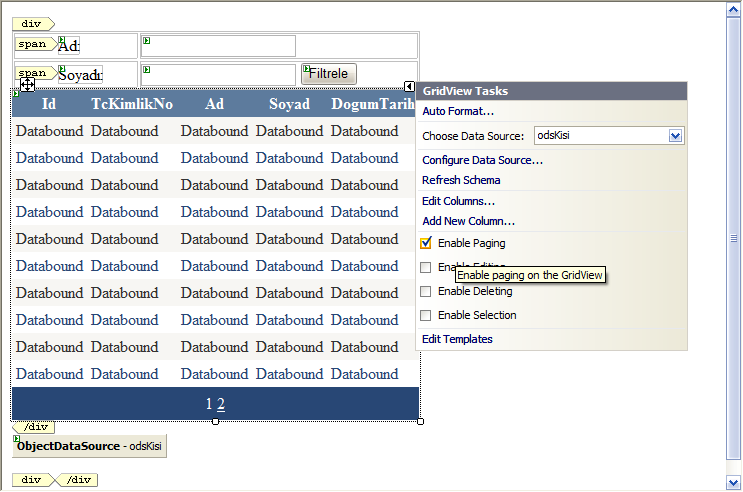 div
span Adı
span Soyadı Filtrele
Id TcKimlikNo Ad Soyad DogumTarih
Databound Databound Databound Databound Databound
Databound Databound Databound Databound Databound
Databound Databound Databound Databound Databound
Databound Databound Databound Databound Databound
Databound Databound Databound Databound Databound
Databound Databound Databound Databound Databound
Databound Databound Databound Databound Databound
Databound Databound Databound Databound Databound
Databound Databound Databound Databound Databound
Databound Databound Databound Databound Databound
1 2
/div
ObjectDataSource - odsKisi
div /div
GridView Tasks
Auto Format...
Choose Data Source: odsKisi
Configure Data Source...
Refresh Schema
Edit Columns...
Add New Column...
Enable Paging
Enable Editing
Enable paging on the GridView
Enable Deleting
Enable Selection
Edit Templates